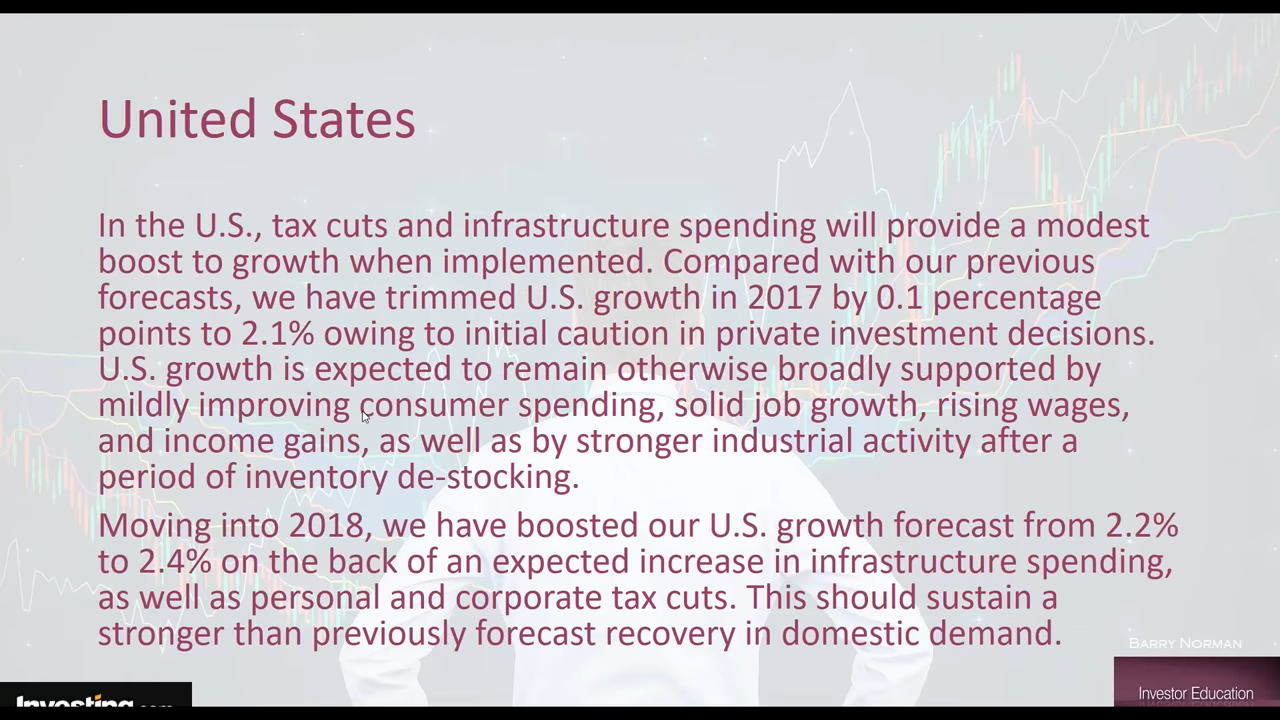 United States
In the U.S., tax cuts and infrastructure spending will provide a modest
boost to growth when implemented. Compared with our previous
forecasts, we have trimmed U.S. growth in 2017 by 0.1 percentage
points to 2.1% owing to initial caution in private investment decisions.
U.S. growth is expected to remain otherwise broadly supported by
mildly improving consumer spending, solid job growth, rising wages,
and income gains, as well as by stronger industrial activity after a
period of inventory de-stocking.
Moving into 2018, we have boosted our U.S. growth forecast from 2.2%
to 2.4% on the back of an expected increase in infrastructure spending,
as well as personal and corporate tax cuts. This should sustain a
stronger than previously forecast recovery in domestic demand.
BARRY NORMAN
Investor Education
Investing.com